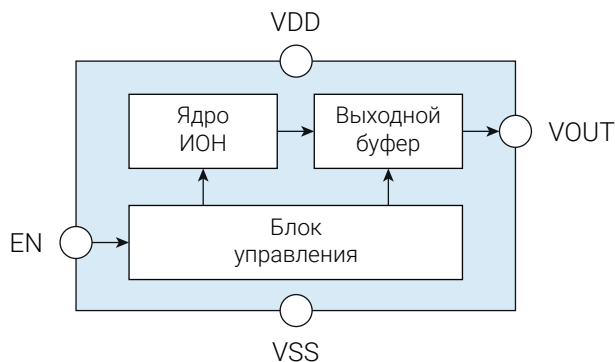 VDD
Ядро
ИОН
Выходной
буфер
VOUT
EN
Блок
управления
VSS